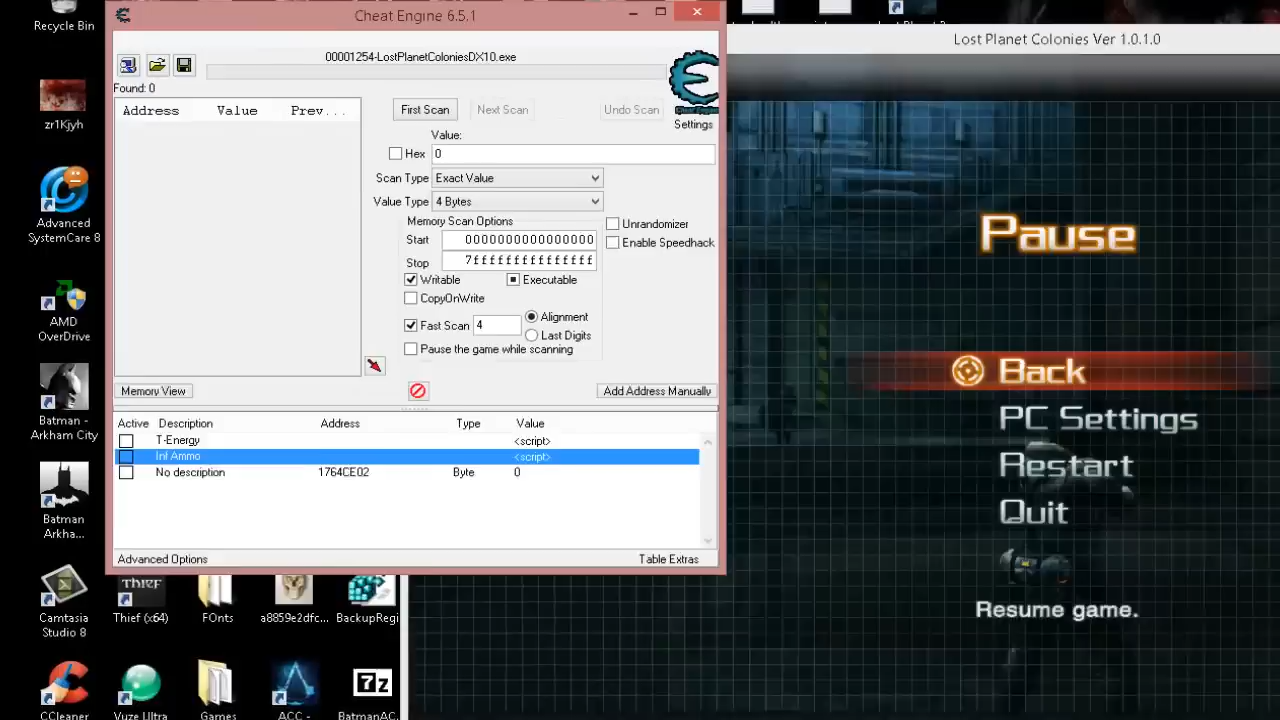 Recycle Bin
zr1Kjyh
Advanced
SystemCare 8
AMD
OverDrive
Batman -
Arkham City
Batman
Arkha...
Camtasia
Studio 8
CCleaner
Thief (x64)
Vuze Ultra
FOnts
Games
a8859e2dfc...
ACC -
BackupRegi
BatmanAC.
Cheat Engine 6.5.1
00001254-LostPlanetColoniesDX10.exe
Found: 0
Address Value Prev...
First Scan Next Scan Undo Scan
Settings
Value:
Hex 0
Scan Type Exact Value
Value Type 4 Bytes
Memory Scan Options
Start 0000000000000000
Stop 7fffffffffffffff
Writable Executable
CopyOnWrite
Fast Scan 4 Alignment
Last Digits
Pause the game while scanning
Unrandomizer
Enable Speedhack
Memory View Add Address Manually
Active Description Address Type Value
T-Energy <script>
Inf Ammo <script>
No description 1764CE02 Byte 0
Advanced Options Table Extras
Lost Planet Colonies Ver 1.0.1.0
Pause
Back
PC Settings
Restart
Quit
Resume game.